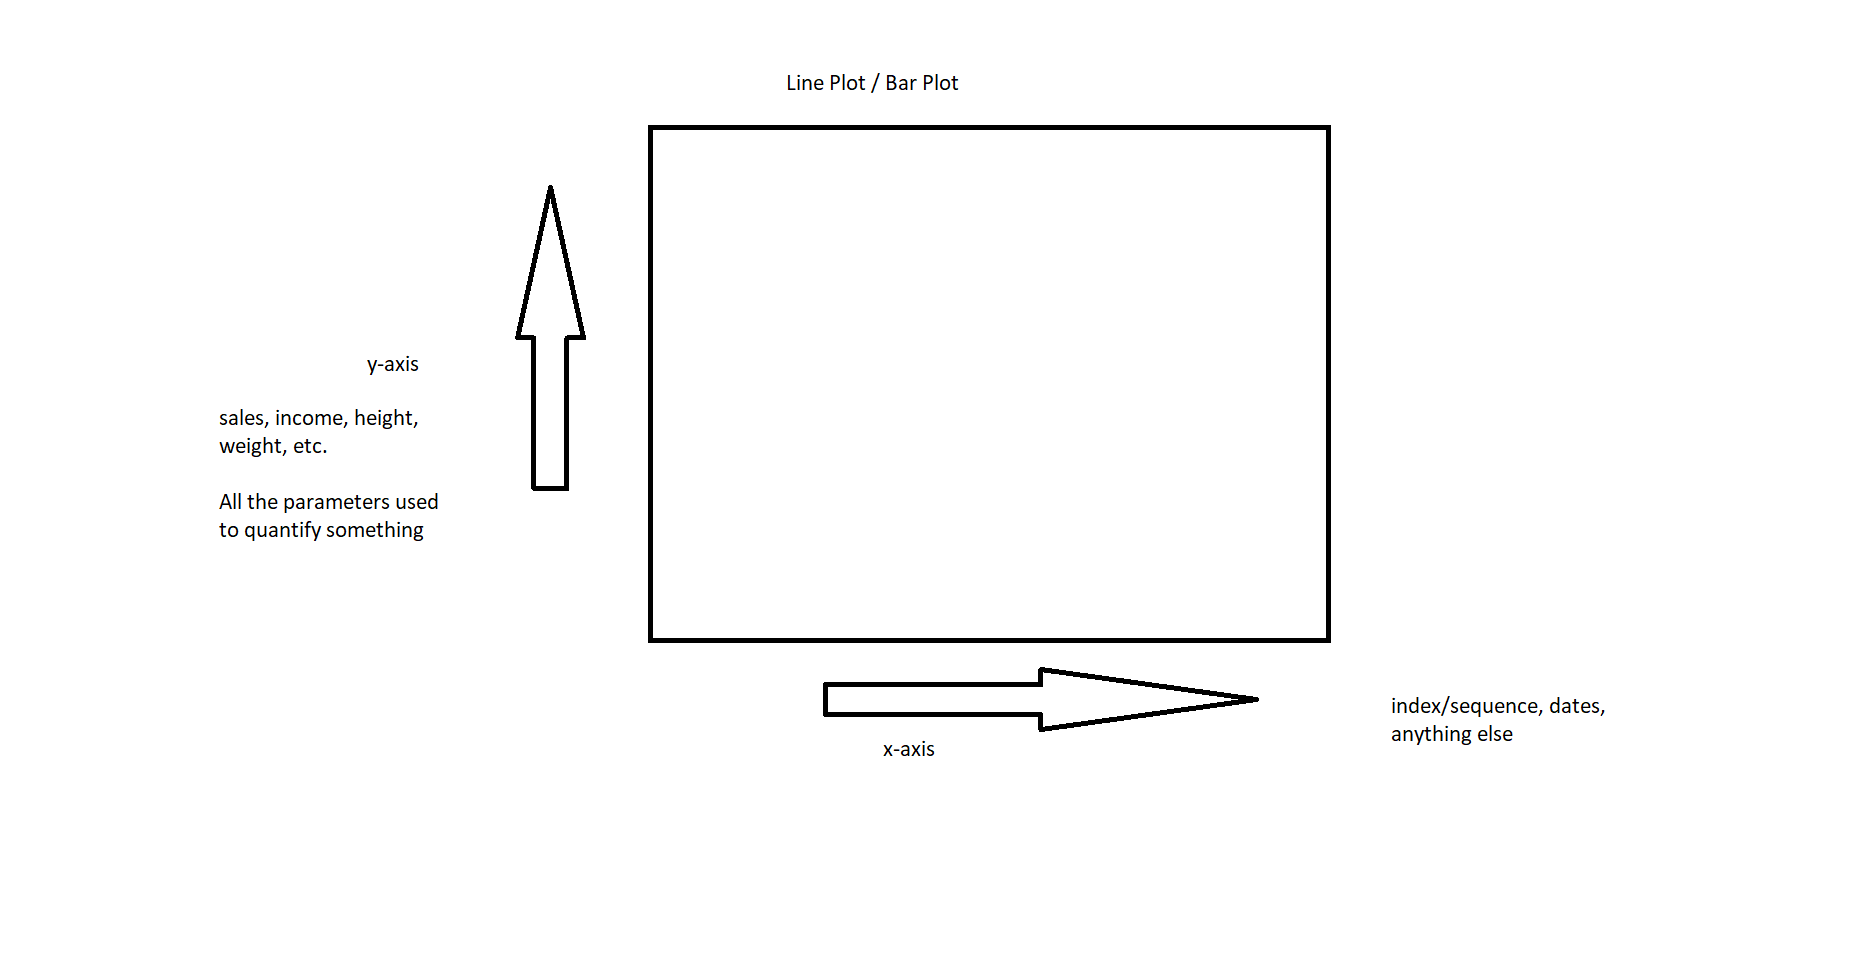 Line Plot / Bar Plot
y-axis
sales, income, height,
weight, etc.
All the parameters used
to quantify something
x-axis
index/sequence, dates,
anything else